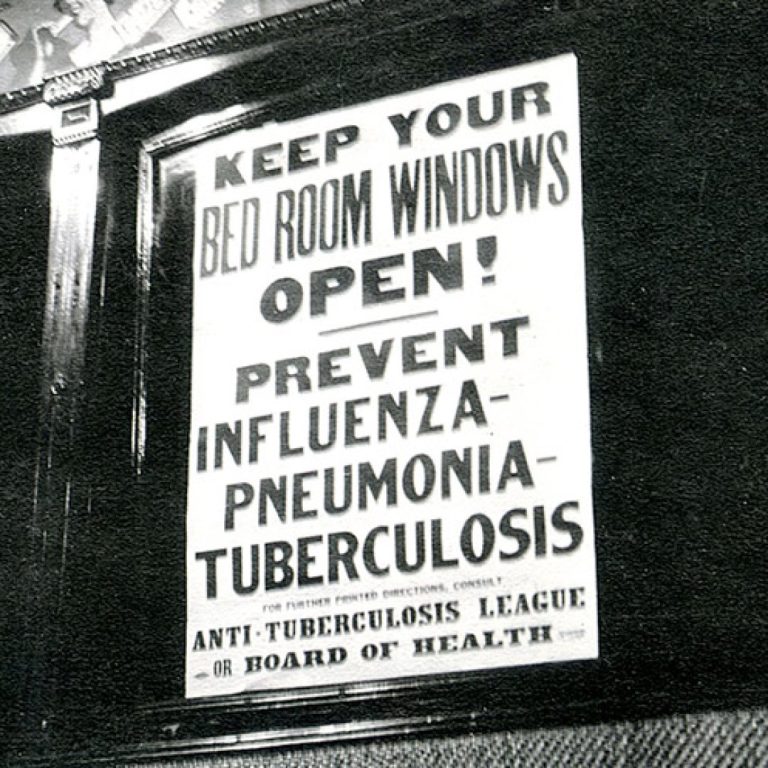 KEEP YOUR
BED ROOM WINDOWS
OPEN!
PREVENT
INFLUENZA-
PNEUMONIA-
TUBERCULOSIS
FOR FURTHER PRINTED DIRECTIONS, CONSULT
ANTI-TUBERCULOSIS LEAGUE
OR BOARD OF HEALTH